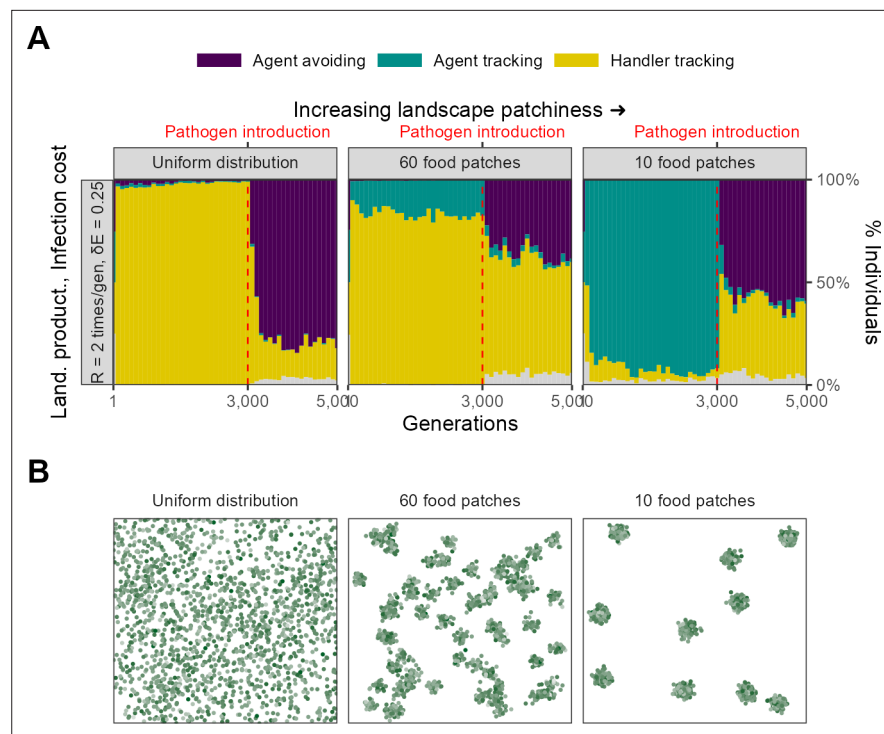 A
Agent avoiding Agent tracking Handler tracking
Increasing landscape patchiness ➜
Pathogen introduction Pathogen introduction Pathogen introduction
Uniform distribution 60 food patches 10 food patches
Land. product., Infection cost
R = 2 times/gen, δE = 0.25
100%
50%
0%
% Individuals
1 3,000 5,000 1 3,000 5,000 1 3,000 5,000
Generations
B
Uniform distribution 60 food patches 10 food patches